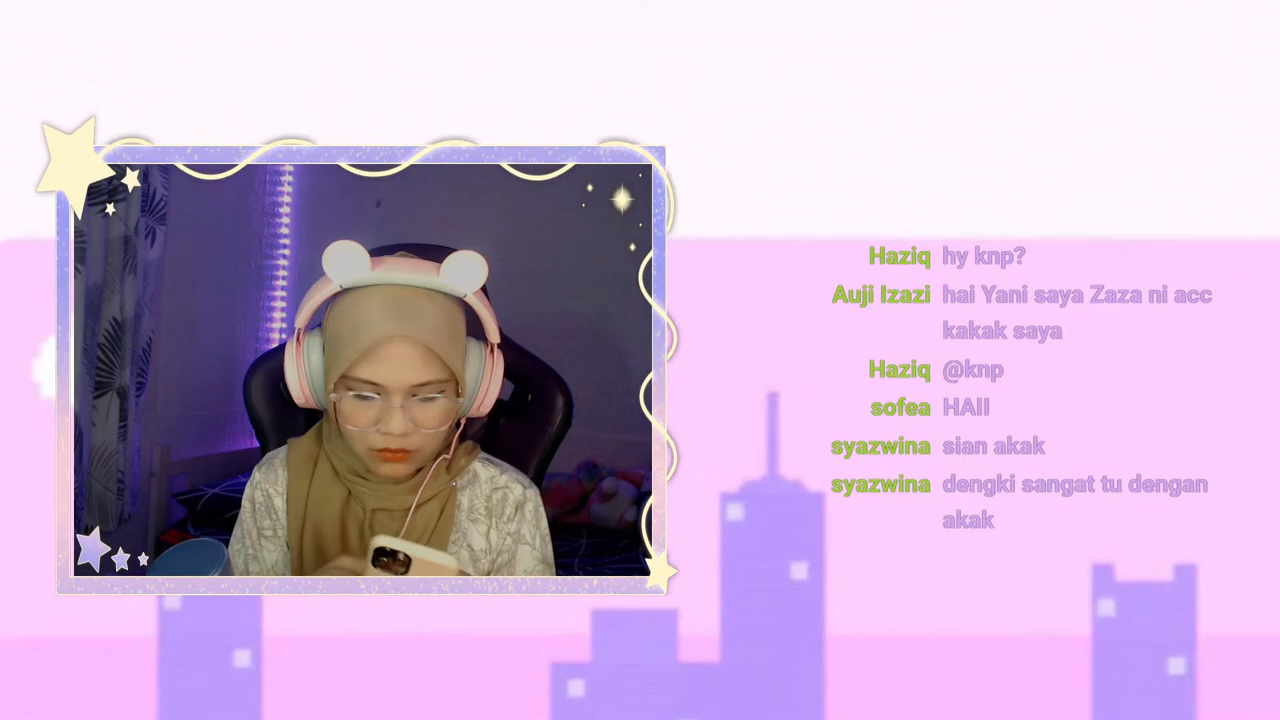 Haziq hy knp?
Auji Izazi hai Yani saya Zaza ni acc
kakak saya
Haziq @knp
sofea HAII
syazwina sian akak
syazwina dengki sangat tu dengan
akak